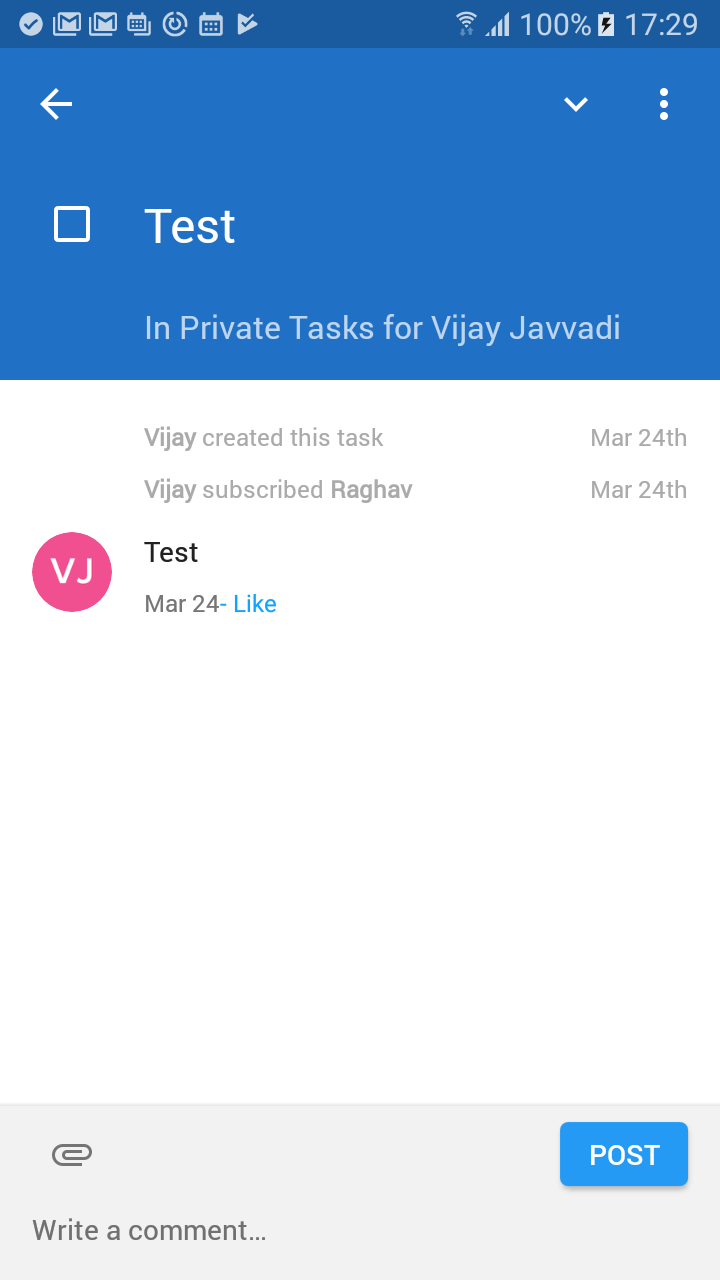 100% 17:29
Test
In Private Tasks for Vijay Javvadi
Vijay created this task Mar 24th
Vijay subscribed Raghav Mar 24th
VJ Test
Mar 24- Like
POST
Write a comment...